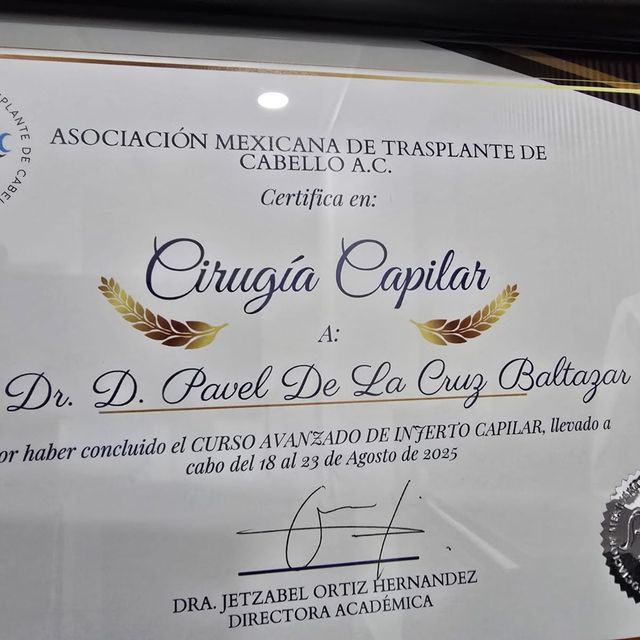 ASOCIACIÓN MEXICANA DE TRASPLANTE DE
CABELLO A.C.
Certifica en:
Cirugía Capilar
A:
Dr. D. Pavel De La Cruz Baltazar
or haber concluido el CURSO AVANZADO DE INJERTO CAPILAR, llevado a
cabo del 18 al 23 de Agosto de 2025
DRA. JETZABEL ORTIZ HERNANDEZ
DIRECTORA ACADÉMICA